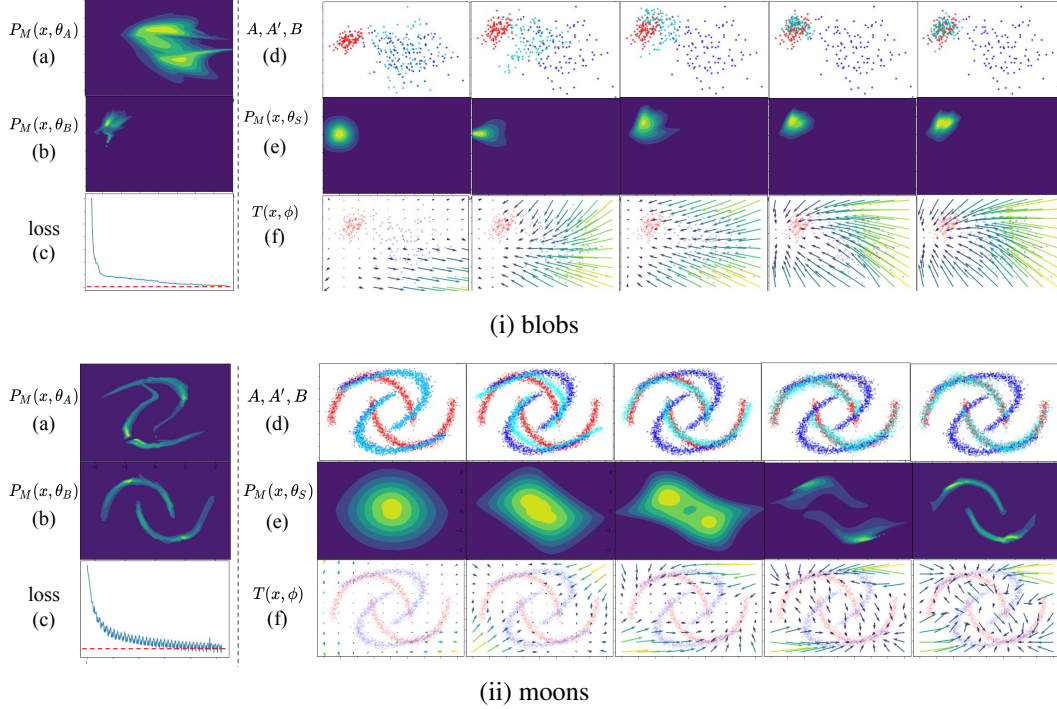 P_M(x, θ_A)
(a)
A, A′, B
(d)
P_M(x, θ_B)
(b)
P_M(x, θ_S)
(e)
loss
(c)
T(x, ϕ)
(f)
(i) blobs
P_M(x, θ_A)
(a)
A, A′, B
(d)
P_M(x, θ_B)
(b)
P_M(x, θ_S)
(e)
loss
(c)
T(x, ϕ)
(f)
(ii) moons